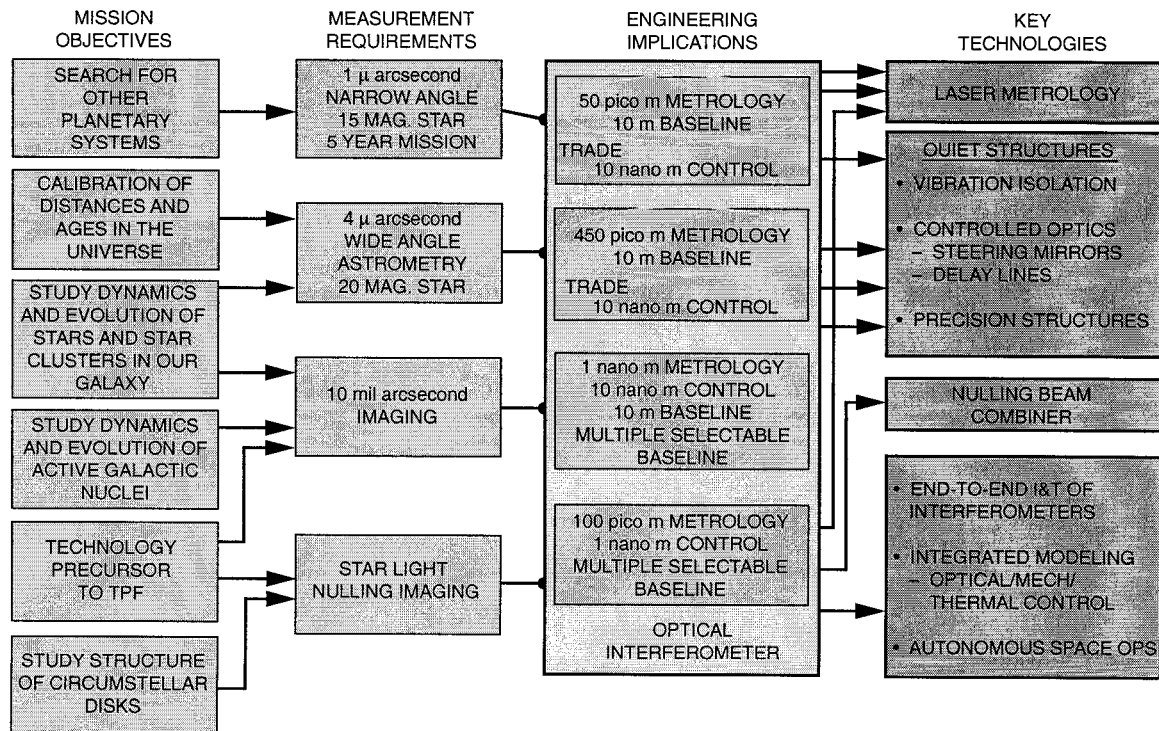 MISSION
OBJECTIVES
SEARCH FOR
OTHER
PLANETARY
SYSTEMS
CALIBRATION OF
DISTANCES AND
AGES IN THE
UNIVERSE
STUDY DYNAMICS
AND EVOLUTION OF
STARS AND STAR
CLUSTERS IN OUR
GALAXY
STUDY DYNAMICS
AND EVOLUTION OF
ACTIVE GALACTIC
NUCLEI
TECHNOLOGY
PRECURSOR
TO TPF
STUDY STRUCTURE
OF CIRCUMSTELLAR
DISKS
MEASUREMENT
REQUIREMENTS
1 μ arcsecond
NARROW ANGLE
15 MAG. STAR
5 YEAR MISSION
4 μ arcsecond
WIDE ANGLE
ASTROMETRY
20 MAG. STAR
10 mil arcsecond
IMAGING
STAR LIGHT
NULLING IMAGING
ENGINEERING
IMPLICATIONS
50 pico m METROLOGY
10 m BASELINE
TRADE
10 nano m CONTROL
450 pico m METROLOGY
10 m BASELINE
TRADE
10 nano m CONTROL
1 nano m METROLOGY
10 nano m CONTROL
10 m BASELINE
MULTIPLE SELECTABLE
BASELINE
100 pico m METROLOGY
1 nano m CONTROL
MULTIPLE SELECTABLE
BASELINE
OPTICAL
INTERFEROMETER
KEY
TECHNOLOGIES
LASER METROLOGY
QUIET STRUCTURES
• VIBRATION ISOLATION
• CONTROLLED OPTICS
– STEERING MIRRORS
– DELAY LINES
• PRECISION STRUCTURES
NULLING BEAM
COMBINER
• END-TO-END I&T OF
INTERFEROMETERS
• INTEGRATED MODELING
– OPTICAL/MECH/
THERMAL CONTROL
• AUTONOMOUS SPACE OPS